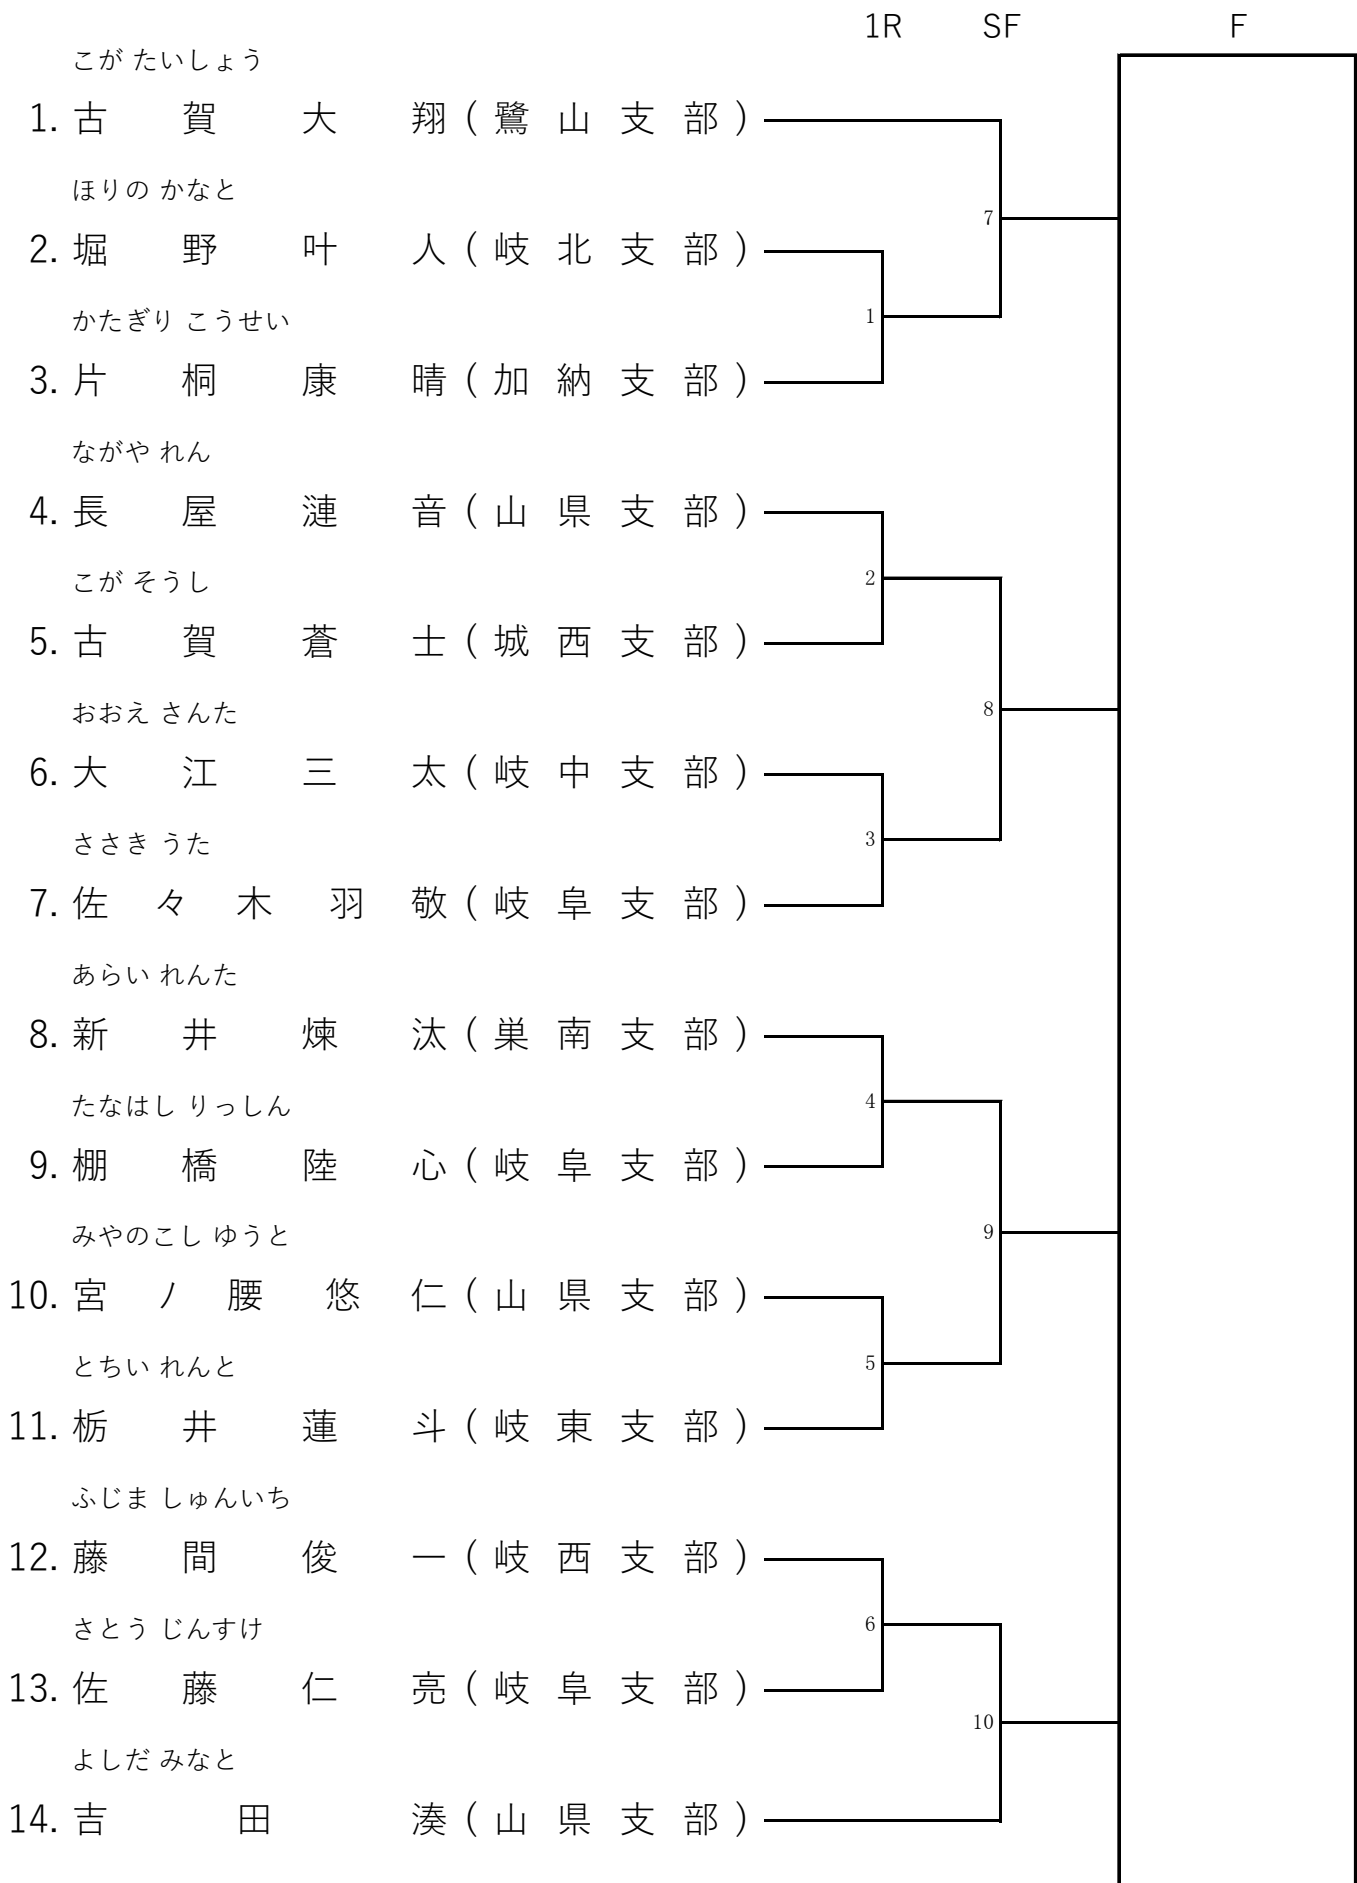 1R SF F
こが たいしょう
1. 古賀大翔(鷺山支部)
ほりの かなと
7
2. 堀野叶人(岐北支部)
かたぎり こうせい
1
3. 片桐康晴(加納支部)
ながや れん
4. 長屋漣音(山県支部)
こが そうし
2
5. 古賀蒼士(城西支部)
おおえ さんた
8
6. 大江三太(岐中支部)
ささき うた
3
7. 佐々木羽敬(岐阜支部)
あらい れんた
8. 新井煉汰(巣南支部)
たなはし りっしん
4
9. 棚橋陸心(岐阜支部)
みやのこし ゆうと
9
10. 宮ノ腰悠仁(山県支部)
とちい れんと
5
11. 栃井蓮斗(岐東支部)
ふじま しゅんいち
12. 藤間俊一(岐西支部)
さとう じんすけ
6
13. 佐藤仁亮(岐阜支部)
10
よしだ みなと
14. 吉田湊(山県支部)